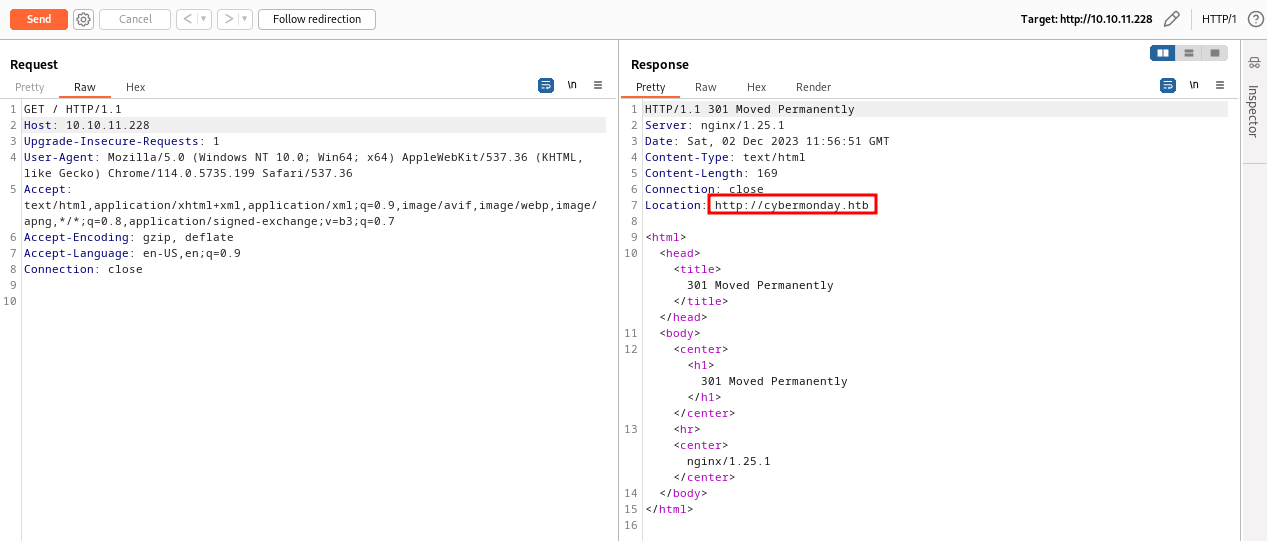 Send Cancel < > Follow redirection Target: http://10.10.11.228 HTTP/1 ?
Request
Pretty Raw Hex \n
1 GET / HTTP/1.1
2 Host: 10.10.11.228
3 Upgrade-Insecure-Requests: 1
4 User-Agent: Mozilla/5.0 (Windows NT 10.0; Win64; x64) AppleWebKit/537.36 (KHTML,
like Gecko) Chrome/114.0.5735.199 Safari/537.36
5 Accept:
text/html,application/xhtml+xml,application/xml;q=0.9,image/avif,image/webp,image/
apng,*/*;q=0.8,application/signed-exchange;v=b3;q=0.7
6 Accept-Encoding: gzip, deflate
7 Accept-Language: en-US,en;q=0.9
8 Connection: close
9
10
Response
Pretty Raw Hex Render \n
1 HTTP/1.1 301 Moved Permanently
2 Server: nginx/1.25.1
3 Date: Sat, 02 Dec 2023 11:56:51 GMT
4 Content-Type: text/html
5 Content-Length: 169
6 Connection: close
7 Location: http://cybermonday.htb
8
9 <html>
10 <head>
<title>
301 Moved Permanently
</title>
</head>
11 <body>
12 <center>
<h1>
301 Moved Permanently
</h1>
</center>
13 <hr>
<center>
nginx/1.25.1
</center>
14 </body>
15 </html>
16
Inspector